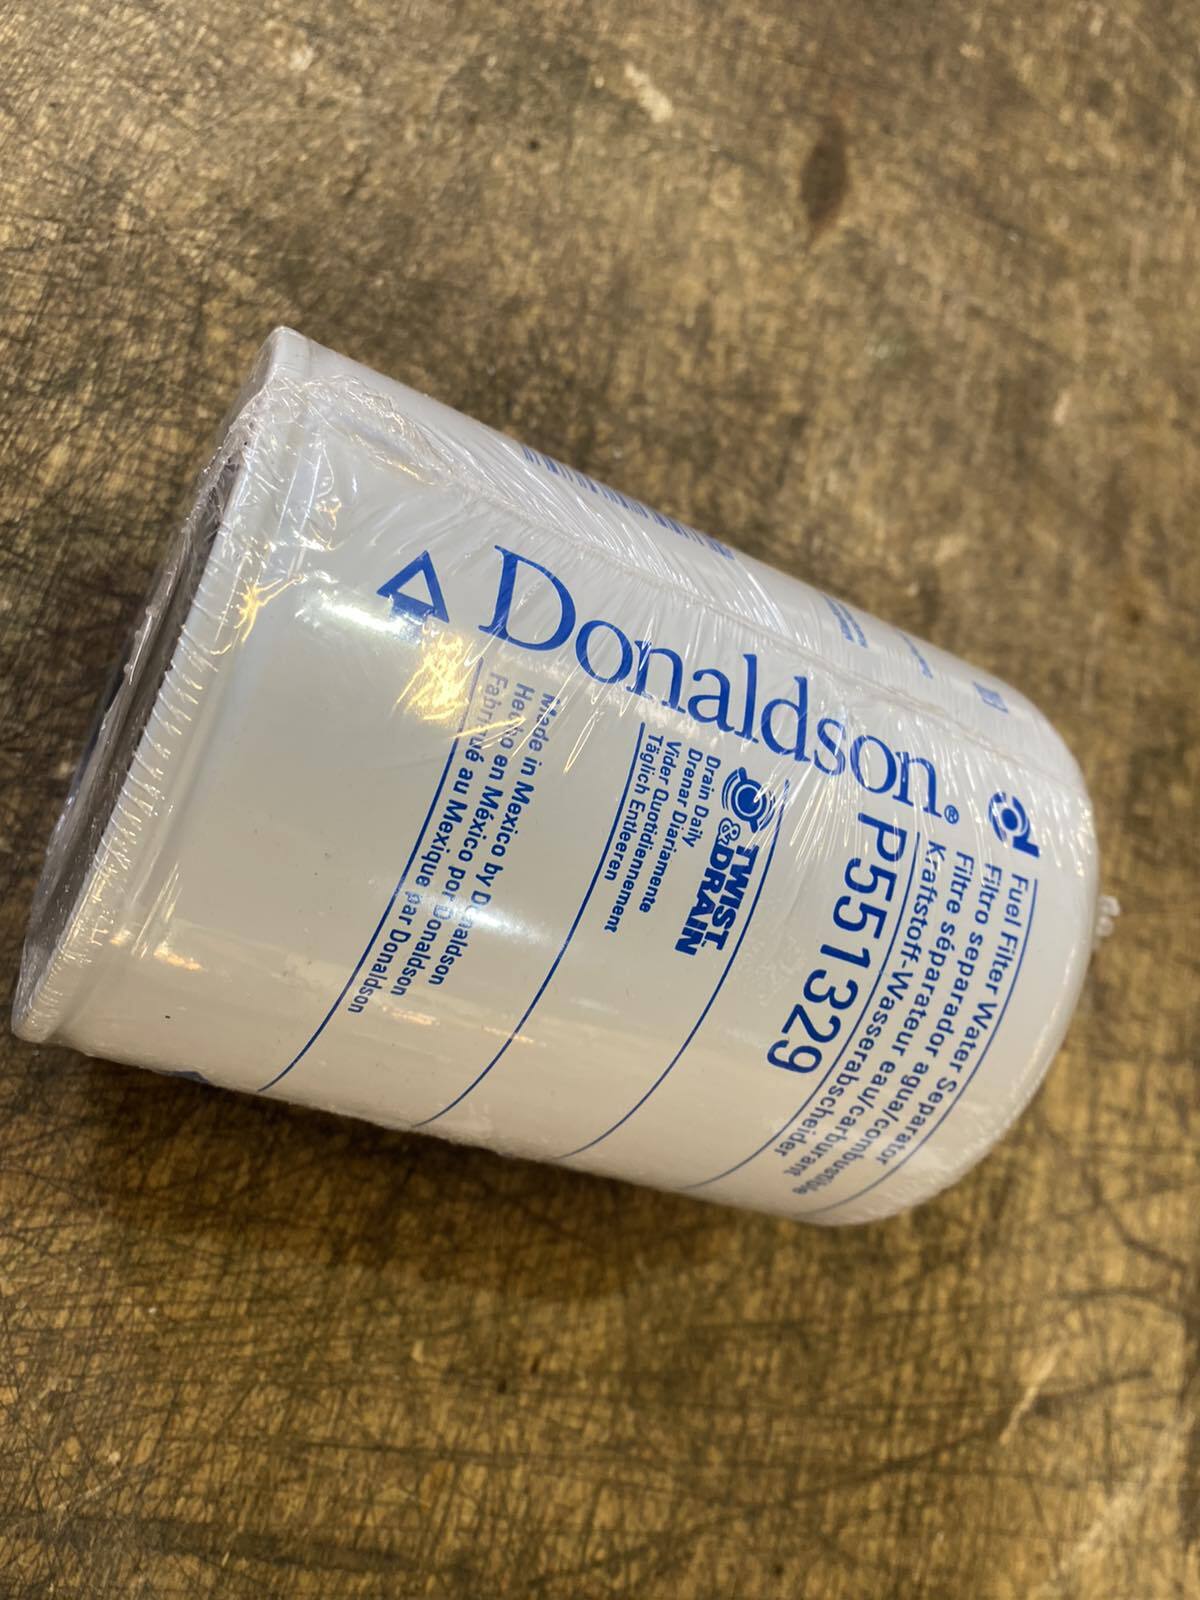 Donaldson®
Fuel Filter Water Separator
Filtro separador agua/combustible
Filtre séparateur eau/carburant
Kraftstoff-Wasserabscheider
P551329
TWIST
&DRAIN
Drain Daily
Drenar Diariamente
Vider Quotidiennement
Täglich Entleeren
Made in Mexico by Donaldson
Hecho en México por Donaldson
Fabriqué au Mexique par Donaldson